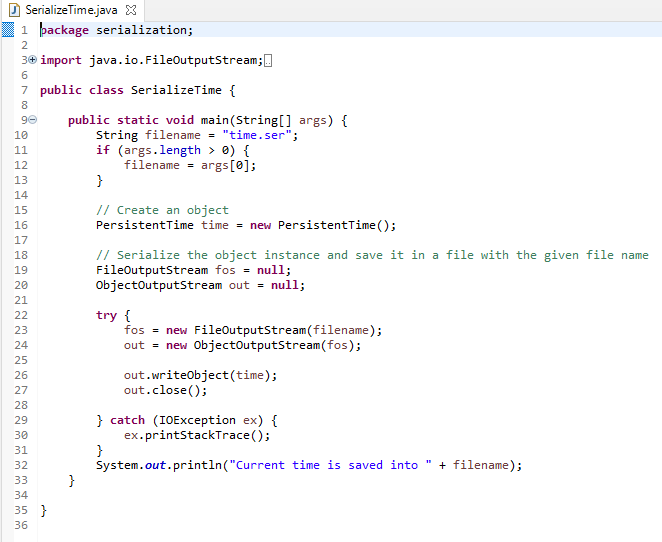 SerializeTime.java
1 package serialization;
2
3 import java.io.FileOutputStream;
6
7 public class SerializeTime {
8
9     public static void main(String[] args) {
10         String filename = "time.ser";
11         if (args.length > 0) {
12             filename = args[0];
13         }
14
15         // Create an object
16         PersistentTime time = new PersistentTime();
17
18         // Serialize the object instance and save it in a file with the given file name
19         FileOutputStream fos = null;
20         ObjectOutputStream out = null;
21
22         try {
23             fos = new FileOutputStream(filename);
24             out = new ObjectOutputStream(fos);
25
26             out.writeObject(time);
27             out.close();
28
29         } catch (IOException ex) {
30             ex.printStackTrace();
31         }
32         System.out.println("Current time is saved into " + filename);
33     }
34
35 }
36